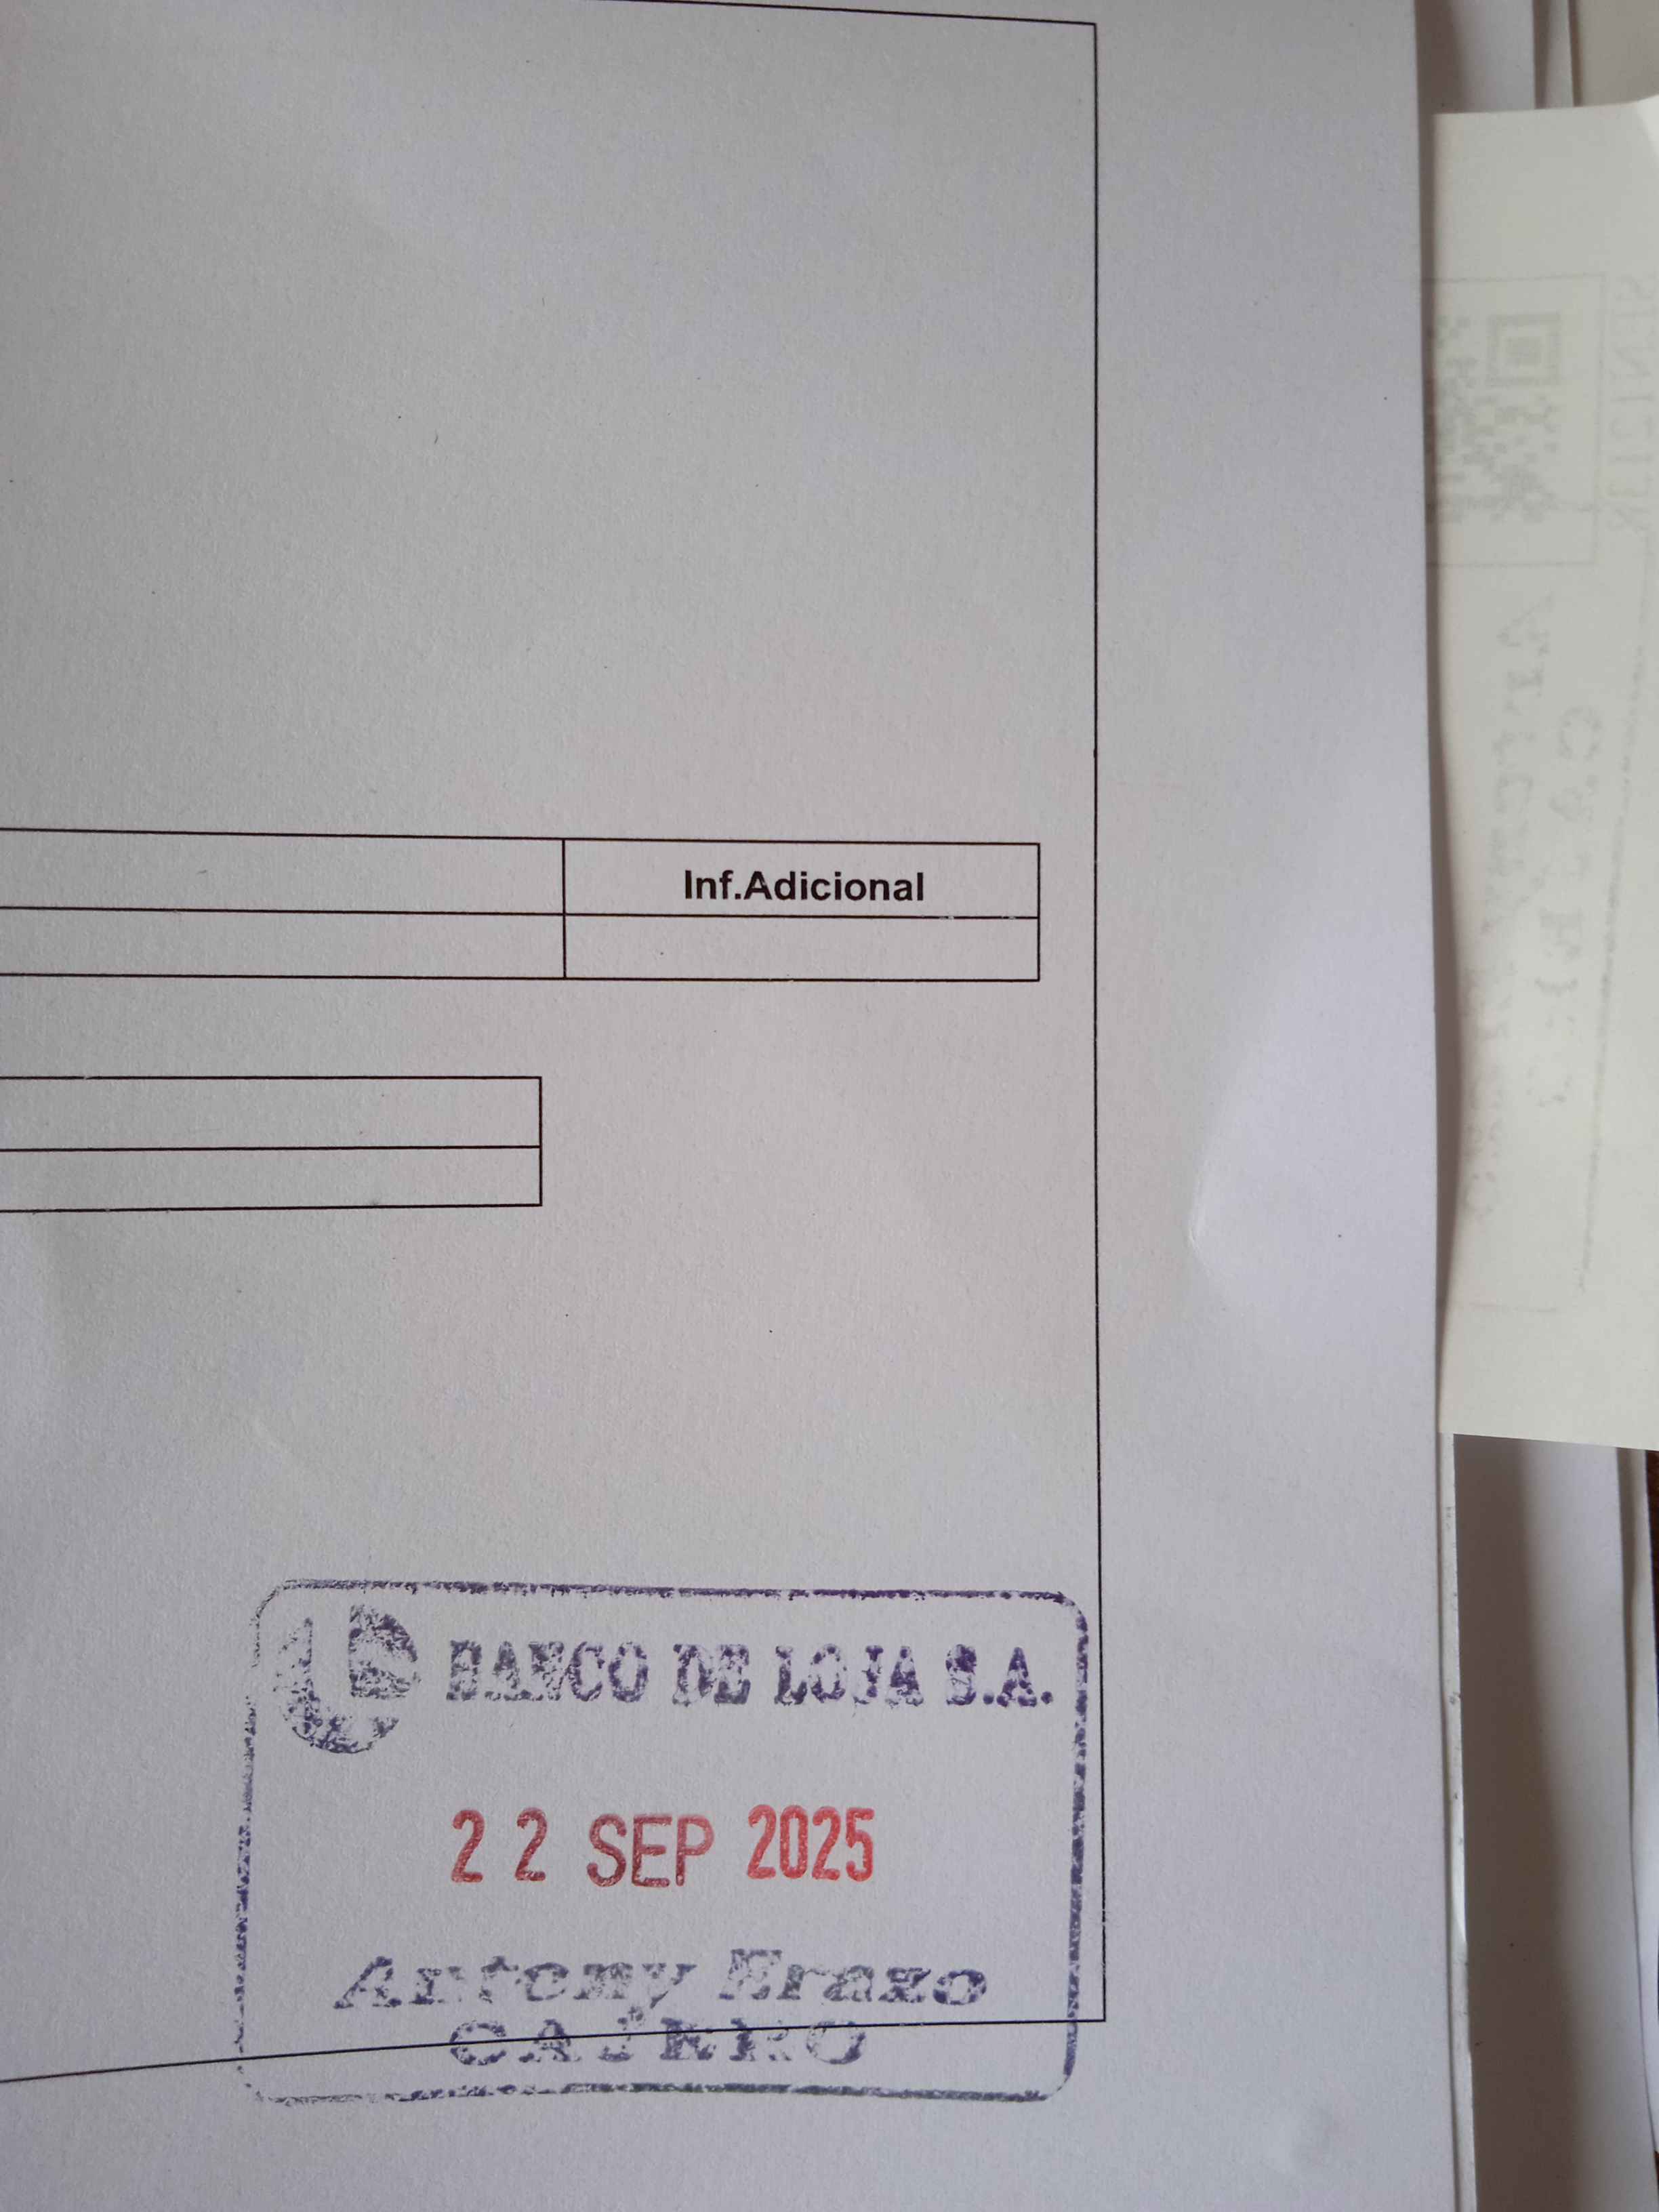 Inf.Adicional
BANCO DE LOJA S.A.
22 SEP 2025
Antony Erazo
CAJERO